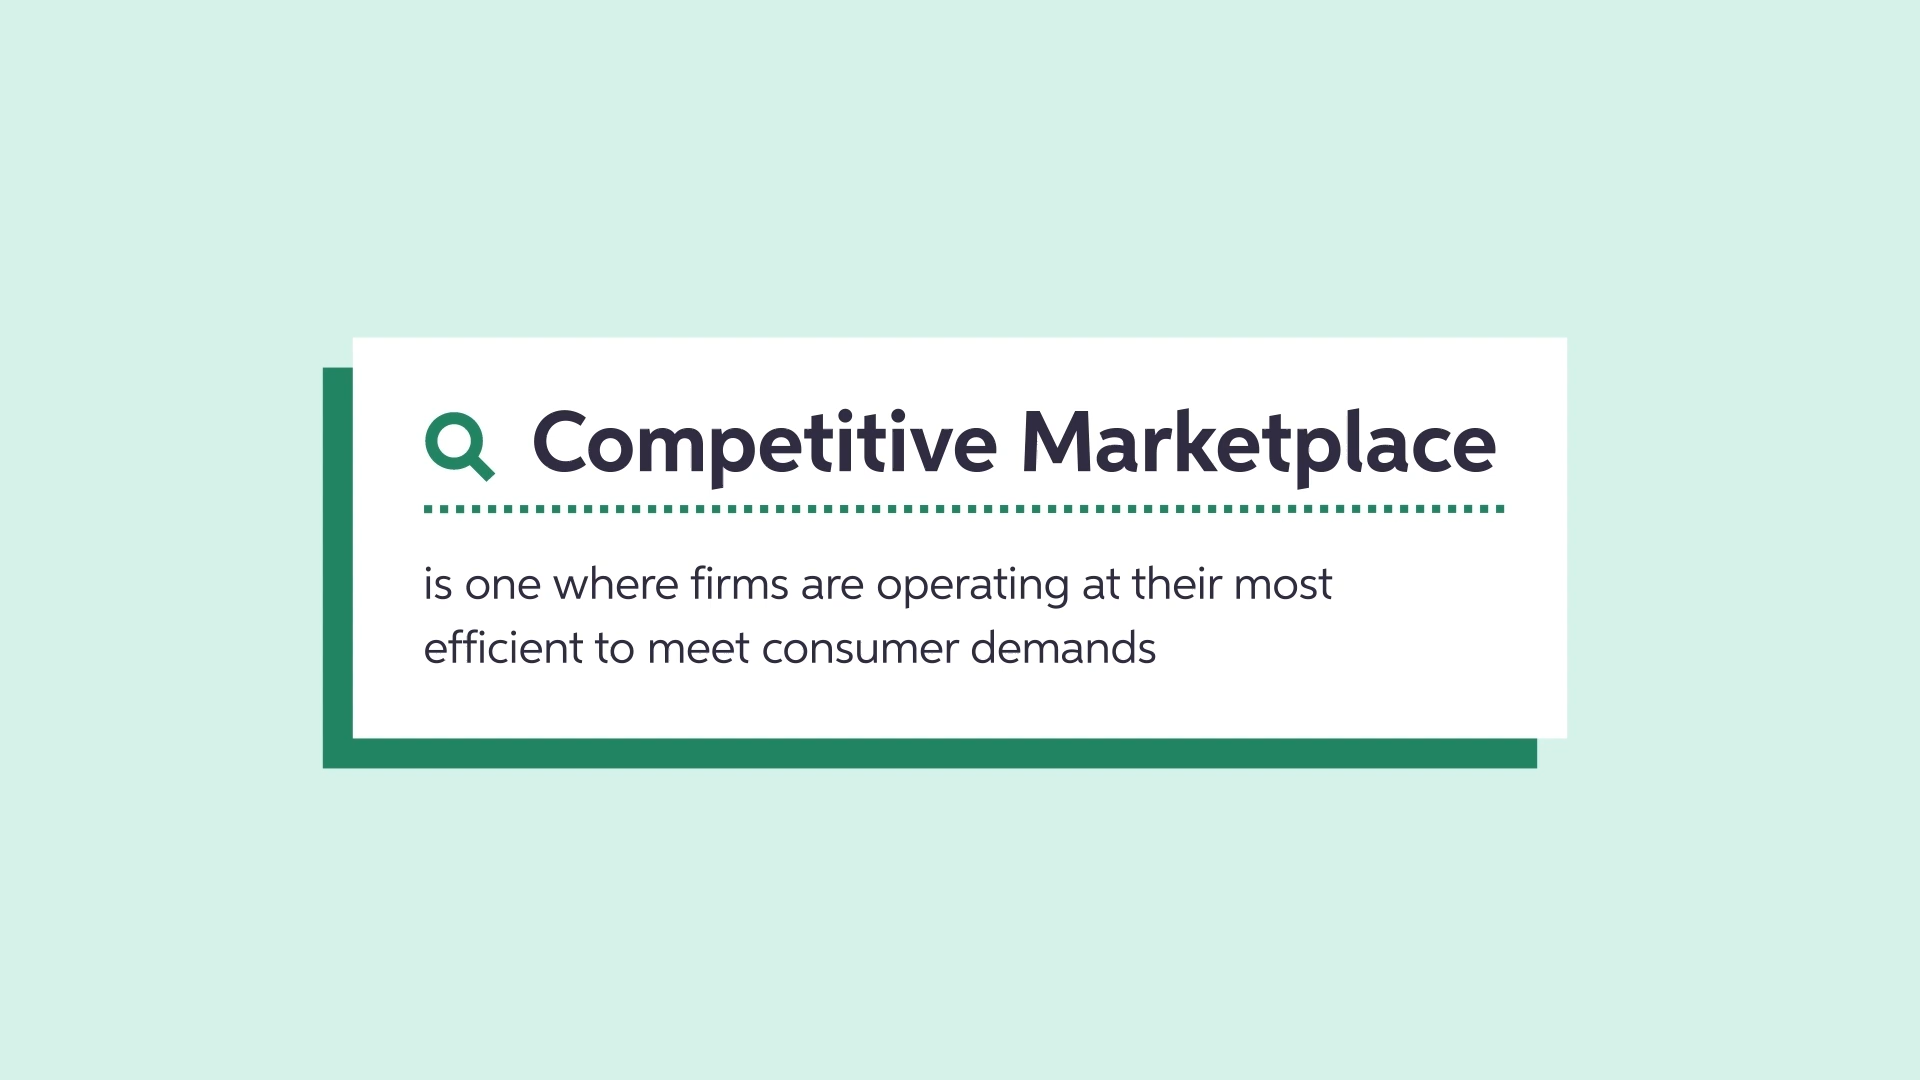 Competitive Marketplace
is one where firms are operating at their most
efficient to meet consumer demands